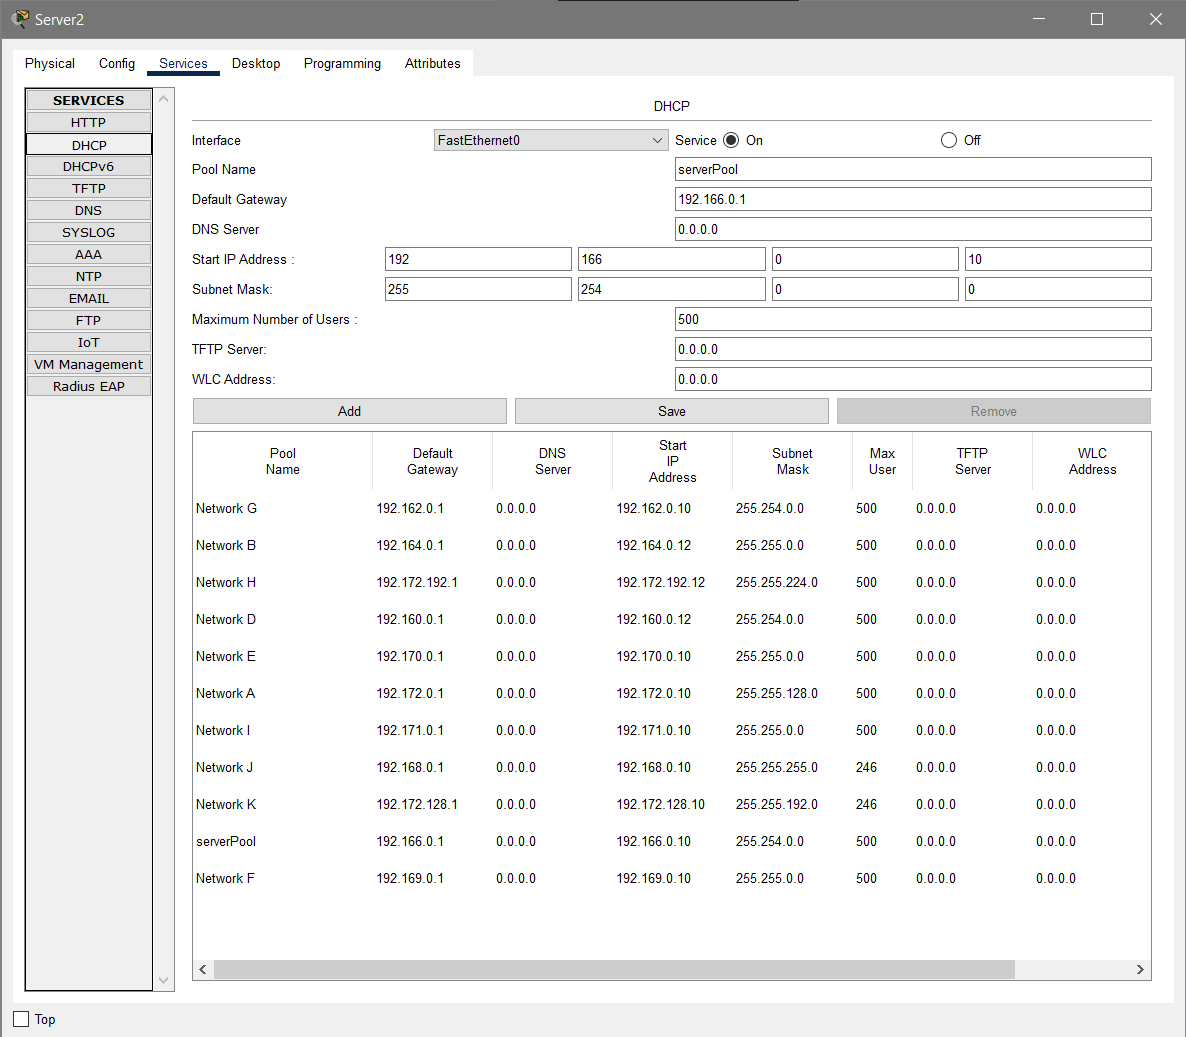 Server2
Physical Config Services Desktop Programming Attributes
SERVICES
HTTP
DHCP
DHCPv6
TFTP
DNS
SYSLOG
AAA
NTP
EMAIL
FTP
IoT
VM Management
Radius EAP
DHCP
Interface FastEthernet0 Service On Off
Pool Name serverPool
Default Gateway 192.166.0.1
DNS Server 0.0.0.0
Start IP Address : 192 166 0 10
Subnet Mask: 255 254 0 0
Maximum Number of Users : 500
TFTP Server: 0.0.0.0
WLC Address: 0.0.0.0
Add Save Remove
Pool Name Default Gateway DNS Server Start IP Address Subnet Mask Max User TFTP Server WLC Address
Network G 192.162.0.1 0.0.0.0 192.162.0.10 255.254.0.0 500 0.0.0.0 0.0.0.0
Network B 192.164.0.1 0.0.0.0 192.164.0.12 255.255.0.0 500 0.0.0.0 0.0.0.0
Network H 192.172.192.1 0.0.0.0 192.172.192.12 255.255.224.0 500 0.0.0.0 0.0.0.0
Network D 192.160.0.1 0.0.0.0 192.160.0.12 255.254.0.0 500 0.0.0.0 0.0.0.0
Network E 192.170.0.1 0.0.0.0 192.170.0.10 255.255.0.0 500 0.0.0.0 0.0.0.0
Network A 192.172.0.1 0.0.0.0 192.172.0.10 255.255.128.0 500 0.0.0.0 0.0.0.0
Network I 192.171.0.1 0.0.0.0 192.171.0.10 255.255.0.0 500 0.0.0.0 0.0.0.0
Network J 192.168.0.1 0.0.0.0 192.168.0.10 255.255.255.0 246 0.0.0.0 0.0.0.0
Network K 192.172.128.1 0.0.0.0 192.172.128.10 255.255.192.0 246 0.0.0.0 0.0.0.0
serverPool 192.166.0.1 0.0.0.0 192.166.0.10 255.254.0.0 500 0.0.0.0 0.0.0.0
Network F 192.169.0.1 0.0.0.0 192.169.0.10 255.255.0.0 500 0.0.0.0 0.0.0.0
Top